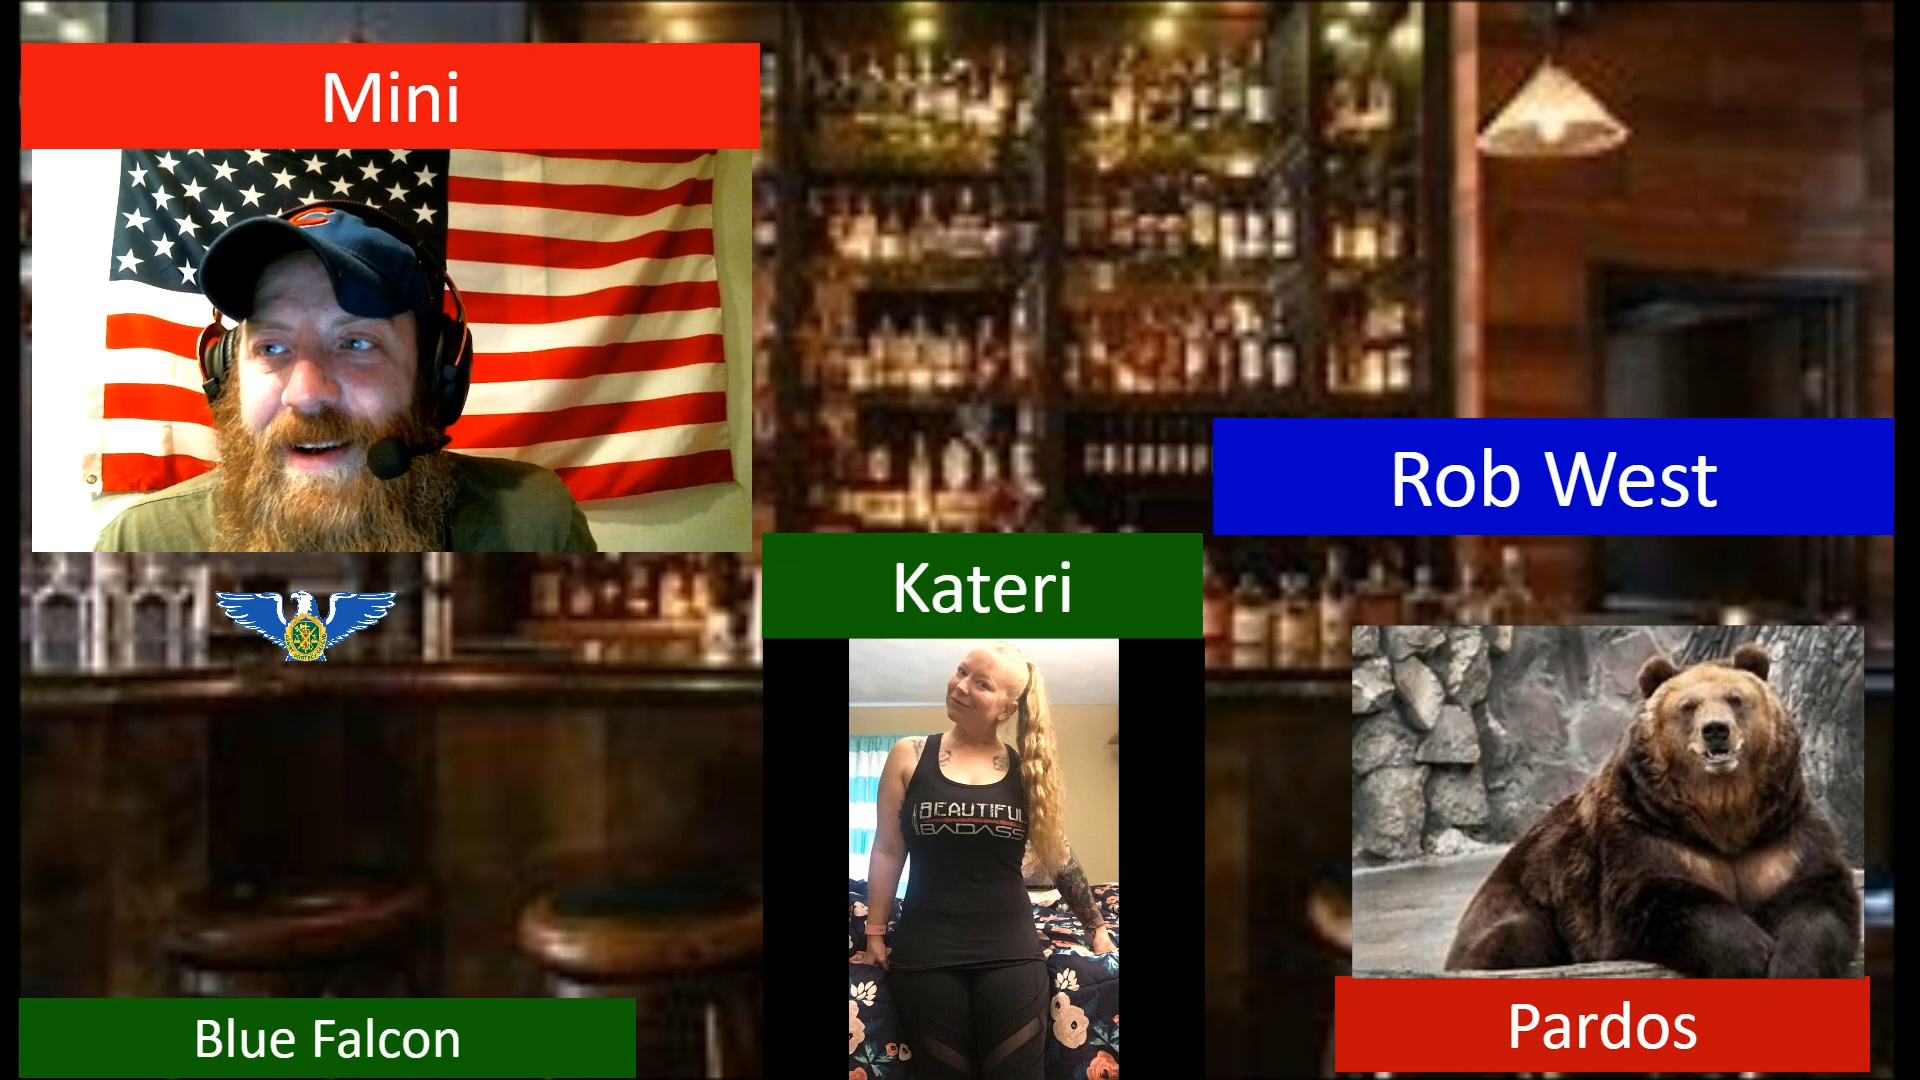 Mini
Rob West
Kateri
BEAUTIFUL
BADASS
Blue Falcon
Pardos